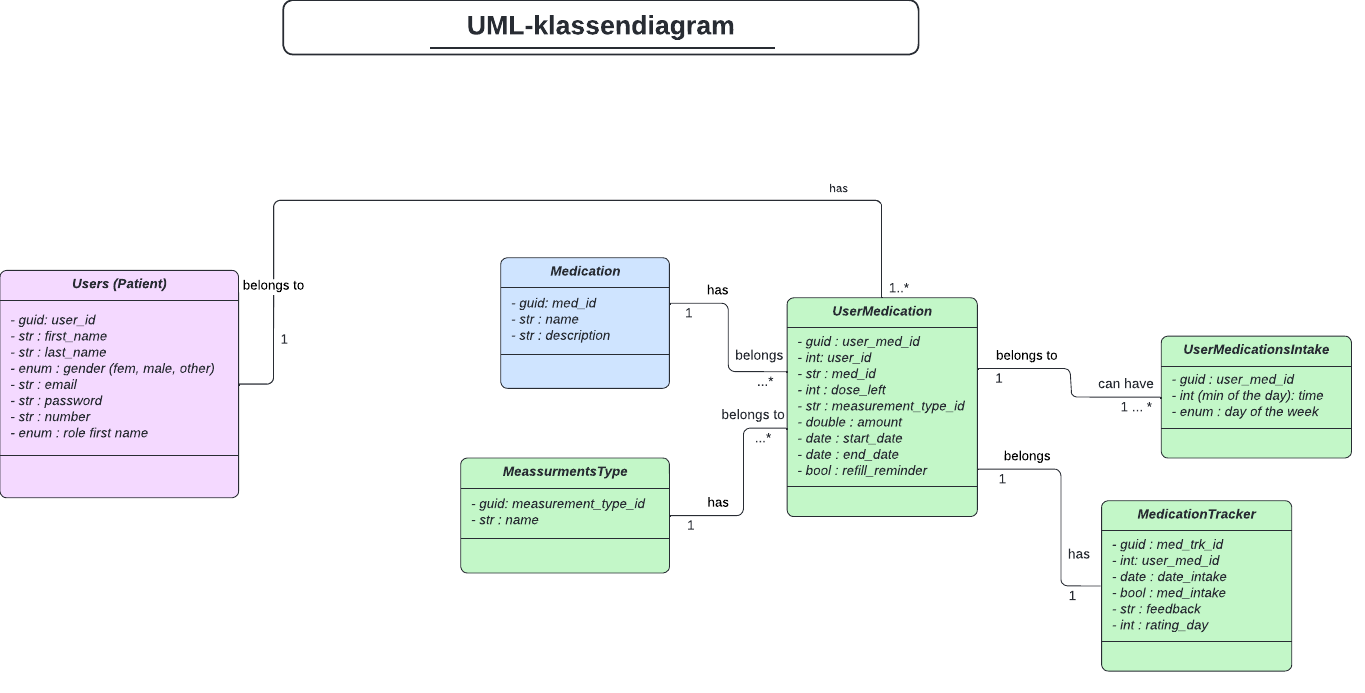 UML-klassendiagram
has
belongs to
1
1..*
Users (Patient)
- guid: user_id
- str : first_name
- str : last_name
- enum : gender (fem, male, other)
- str : email
- str : password
- str : number
- enum : role first name
Medication
- guid: med_id
- str : name
- str : description
has
1
belongs
...*
MeassurmentsType
- guid: measurement_type_id
- str : name
has
1
belongs to
...*
UserMedication
- guid : user_med_id
- int: user_id
- str : med_id
- int : dose_left
- str : measurement_type_id
- double : amount
- date : start_date
- date : end_date
- bool : refill_reminder
belongs to
1
can have
1 ... *
UserMedicationsIntake
- guid : user_med_id
- int (min of the day): time
- enum : day of the week
belongs
1
has
1
MedicationTracker
- guid : med_trk_id
- int: user_med_id
- date : date_intake
- bool : med_intake
- str : feedback
- int : rating_day